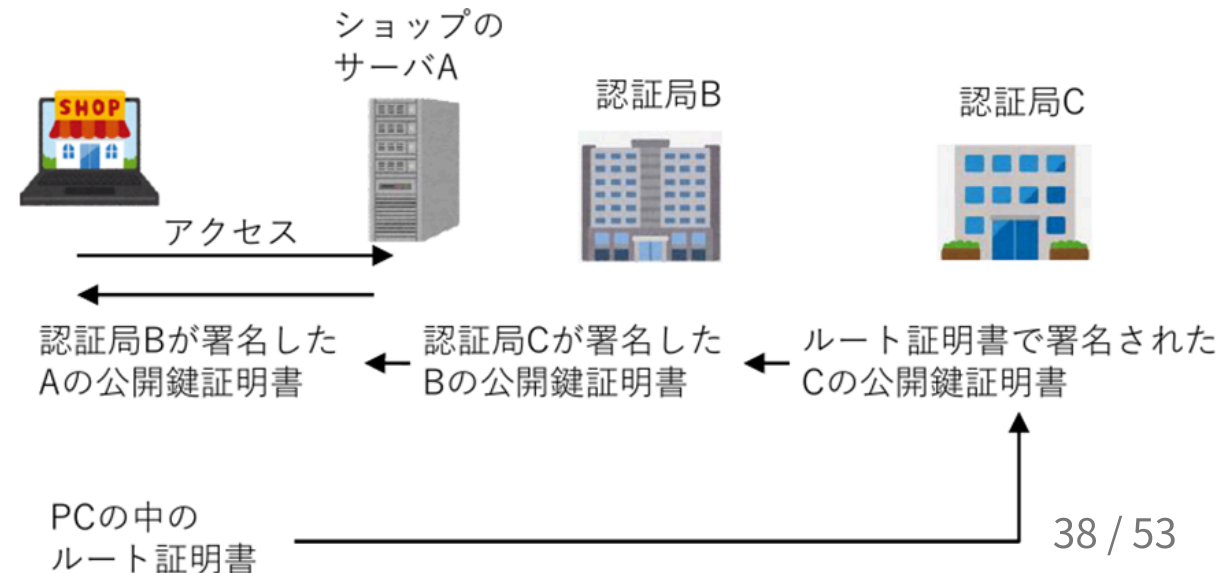 ショップの
サーバA
SHOP
認証局B
認証局C
アクセス
認証局Bが署名した
Aの公開鍵証明書
認証局Cが署名した
Bの公開鍵証明書
ルート証明書で署名された
Cの公開鍵証明書
PCの中の
ルート証明書
38 / 53